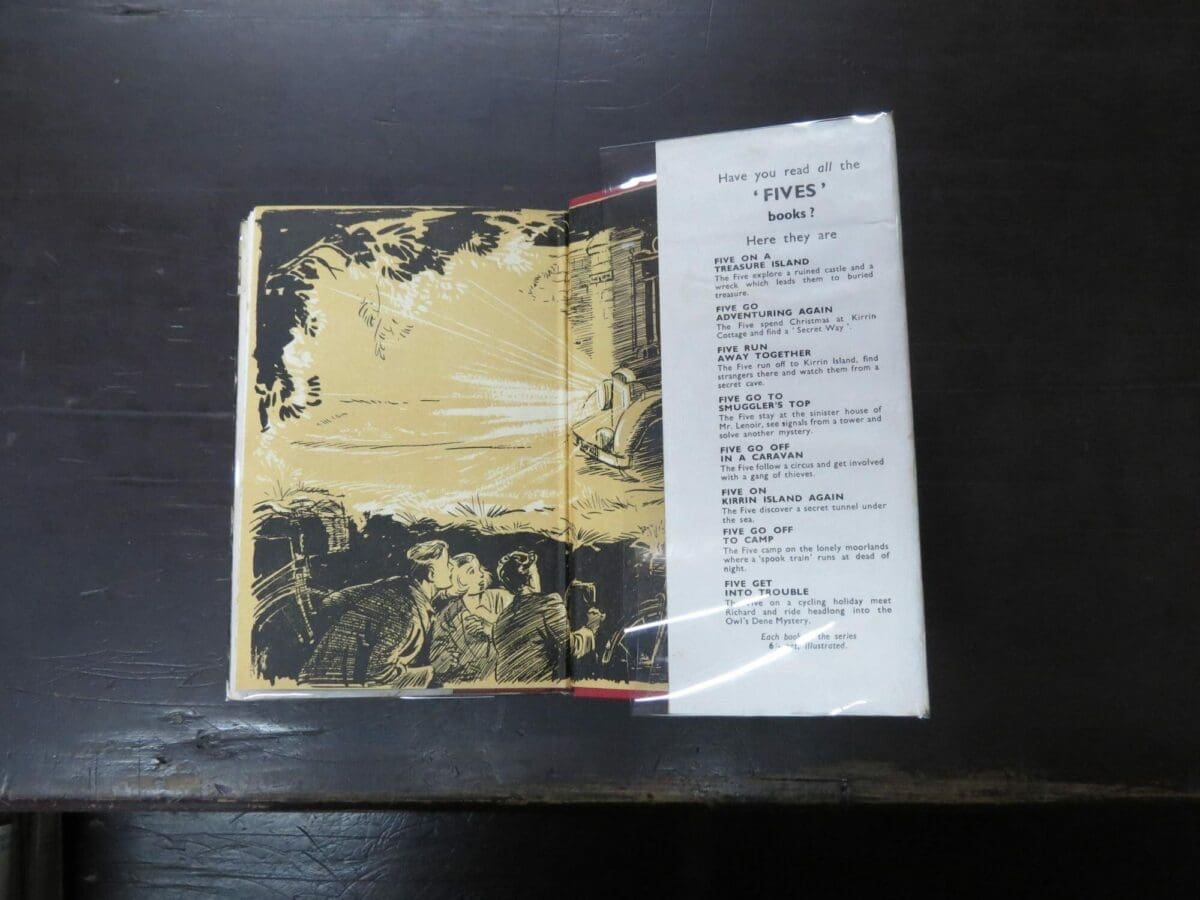 Have you read all the
‘FIVES’
books?
Here they are
FIVE ON A
TREASURE ISLAND
The Five explore a ruined castle and a
wreck which leads them to buried
treasure.
FIVE GO
ADVENTURING AGAIN
The Five spend Christmas at Kirrin
Cottage and find a ‘Secret Way’.
FIVE RUN
AWAY TOGETHER
The Five run off to Kirrin Island, find
strangers there and watch them from a
secret cave.
FIVE GO TO
SMUGGLER'S TOP
The Five stay at the sinister house of
Mr. Lenoir, see signals from a tower and
solve another mystery.
FIVE GO OFF
IN A CARAVAN
The Five follow a circus and get involved
with a gang of thieves.
FIVE ON
KIRRIN ISLAND AGAIN
The Five discover a secret tunnel under
the sea.
FIVE GO OFF
TO CAMP
The Five camp on the lonely moorlands
where a ‘spook train’ runs at dead of
night.
FIVE GET
INTO TROUBLE
The Five on a cycling holiday meet
Richard and ride headlong into the
Owl's Dene Mystery.
Each book the series
illustrated.